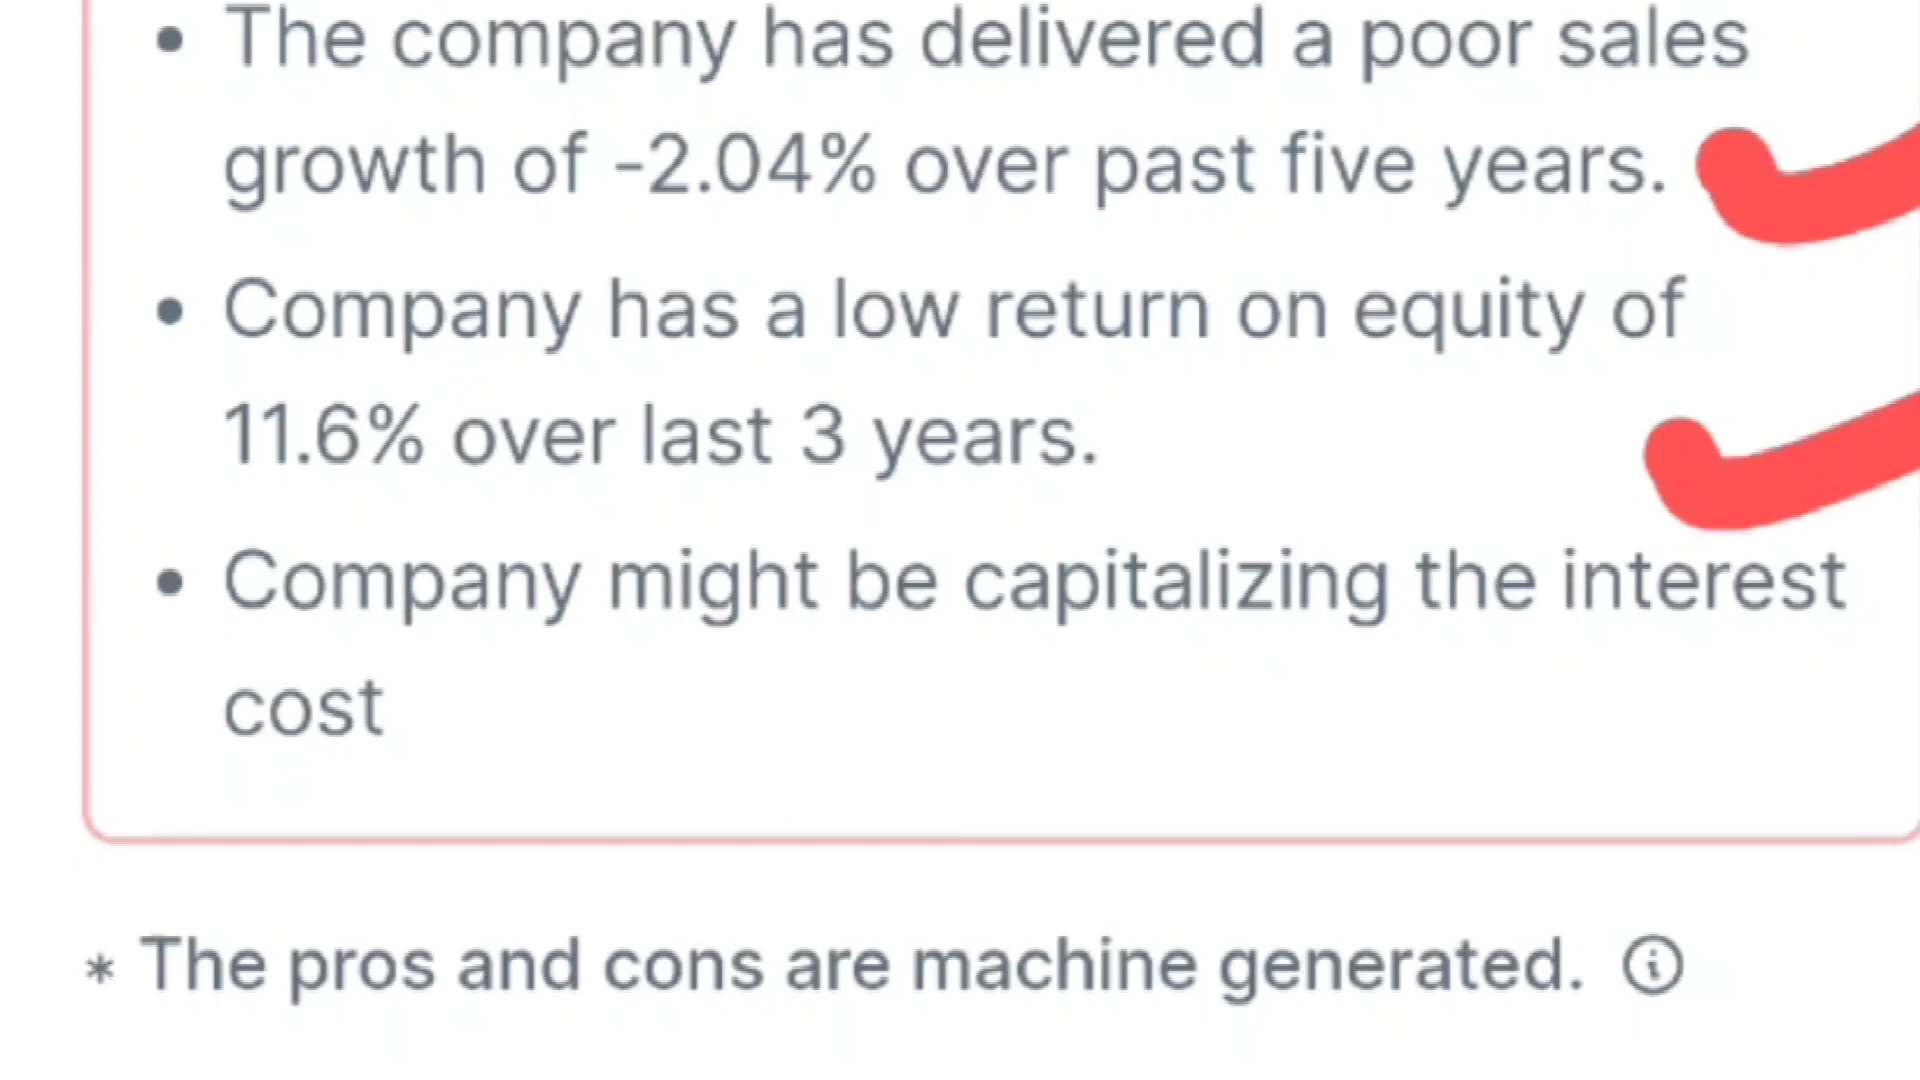 • The company has delivered a poor sales
growth of -2.04% over past five years.
• Company has a low return on equity of
11.6% over last 3 years.
• Company might be capitalizing the interest
cost
* The pros and cons are machine generated.